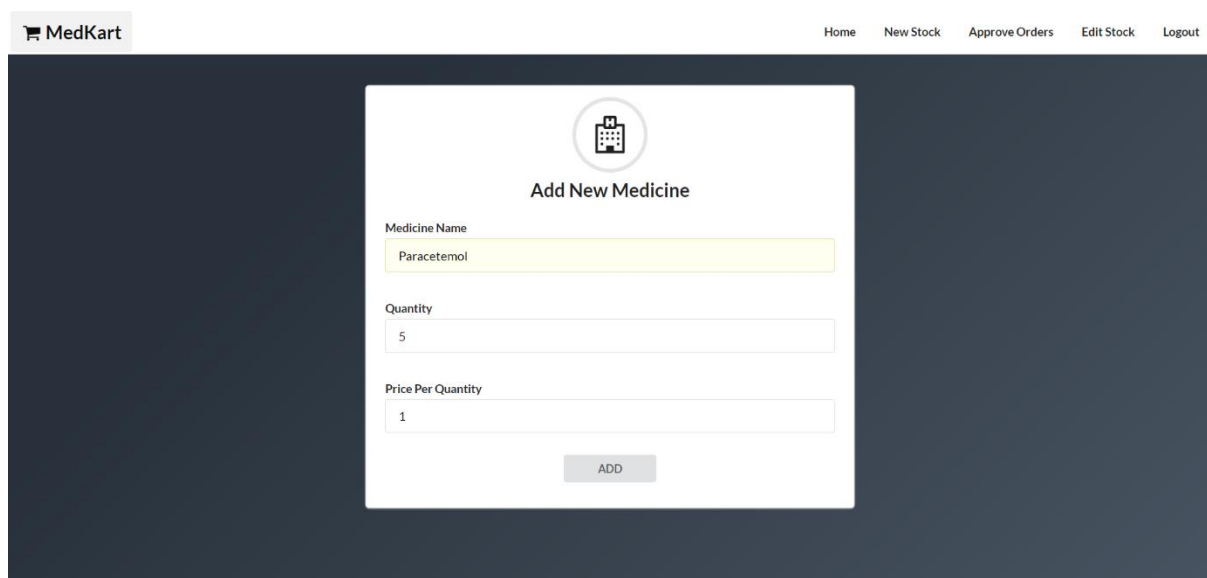 MedKart
Home New Stock Approve Orders Edit Stock Logout
H
Add New Medicine
Medicine Name
Paracetemol
Quantity
5
Price Per Quantity
1
ADD